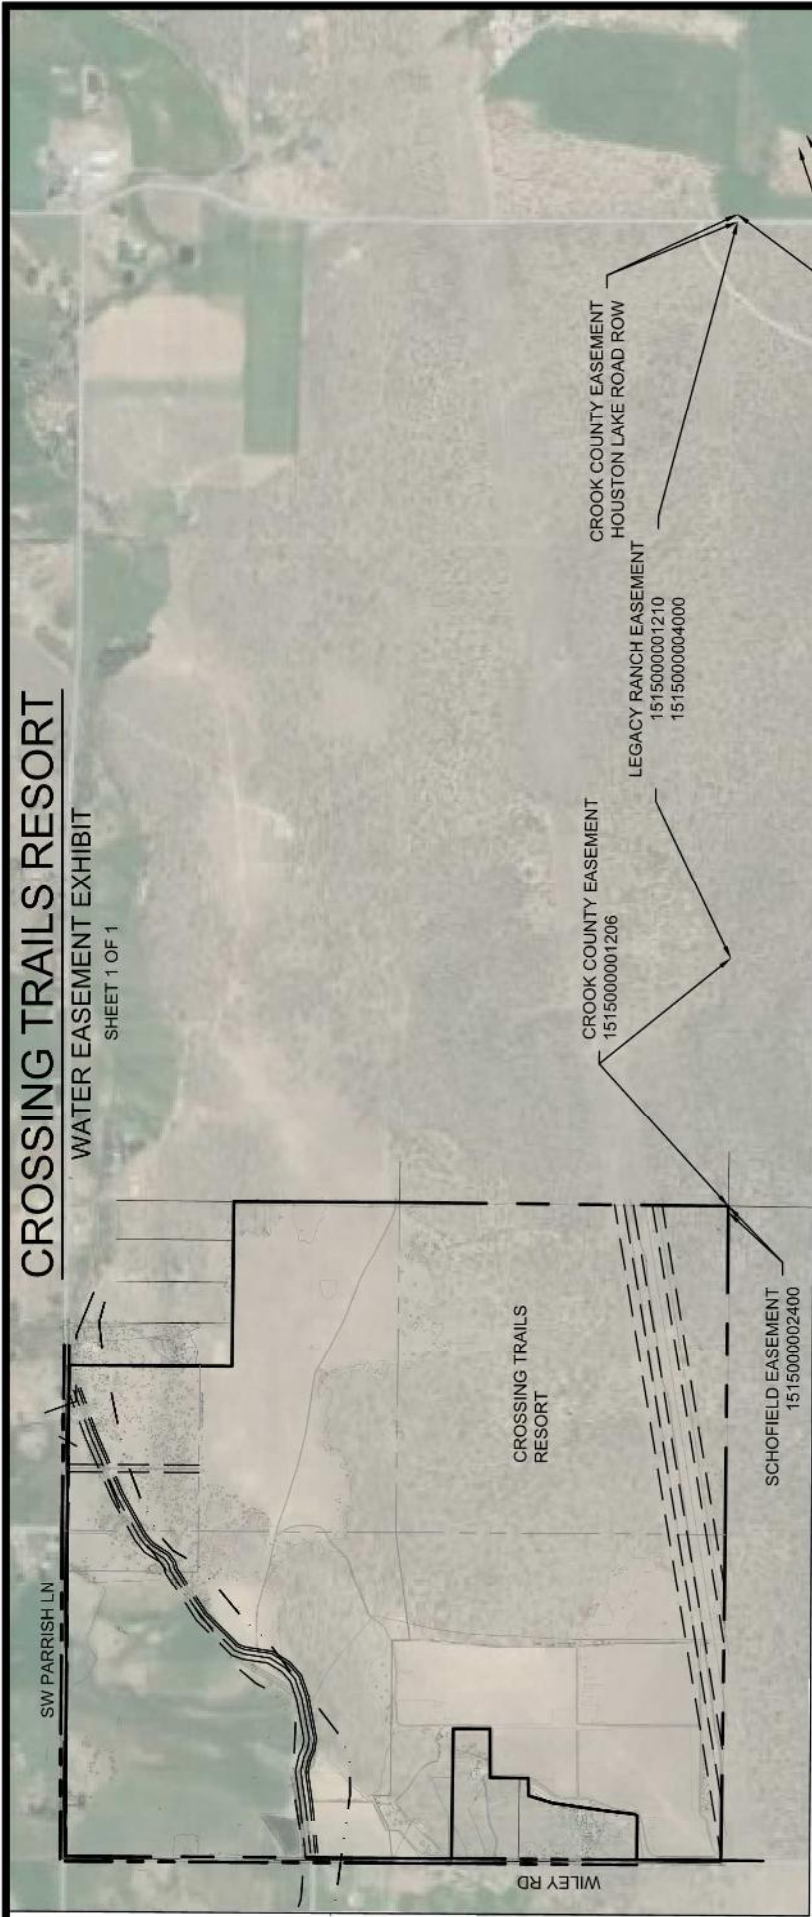 CROSSING TRAILS RESORT
WATER EASEMENT EXHIBIT
SHEET 1 OF 1
SW PARRISH LN
WILEY RD
CROSSING TRAILS
RESORT
SCHOFIELD EASEMENT
1515000002400
CROOK COUNTY EASEMENT
1515000001206
LEGACY RANCH EASEMENT
1515000001210
1515000004000
CROOK COUNTY EASEMENT
HOUSTON LAKE ROAD ROW